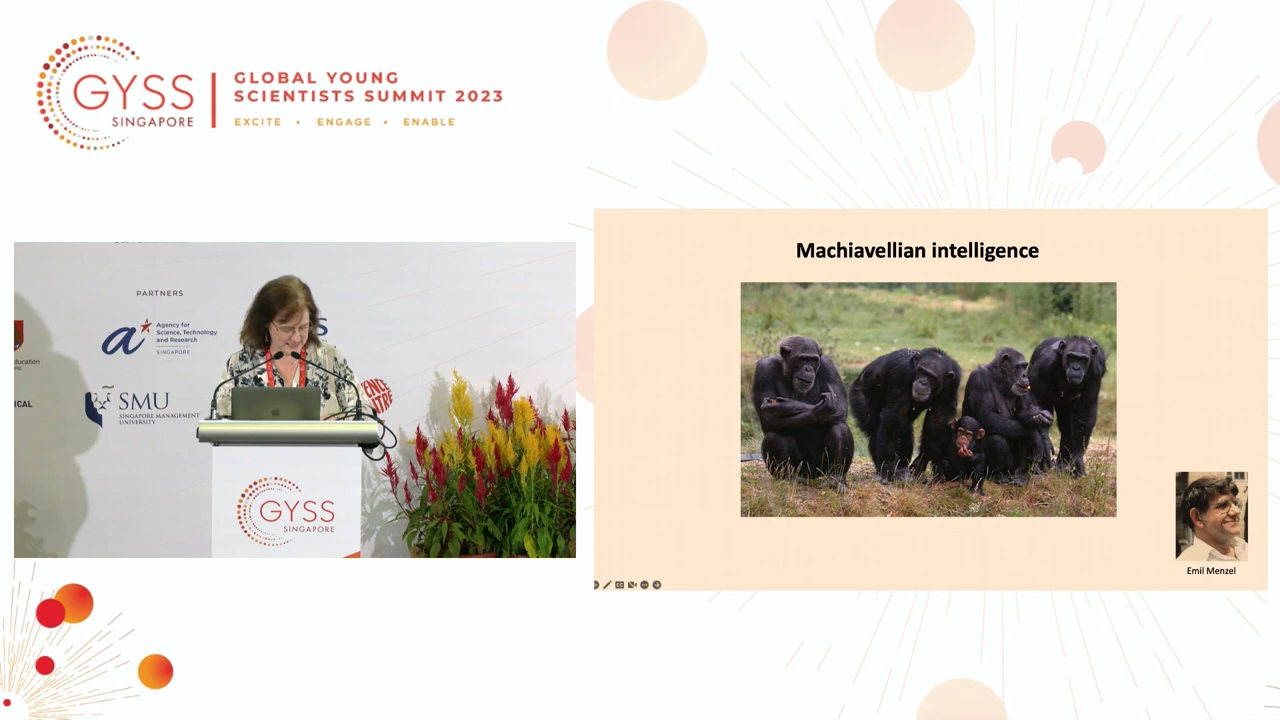 GYSS
SINGAPORE
GLOBAL YOUNG
SCIENTISTS SUMMIT 2023
EXCITE • ENGAGE • ENABLE
PARTNERS
Agency for
Science, Technology
and Research
SINGAPORE
SMU
SINGAPORE MANAGEMENT
UNIVERSITY
GYSS
SINGAPORE
Machiavellian intelligence
Emil Menzel